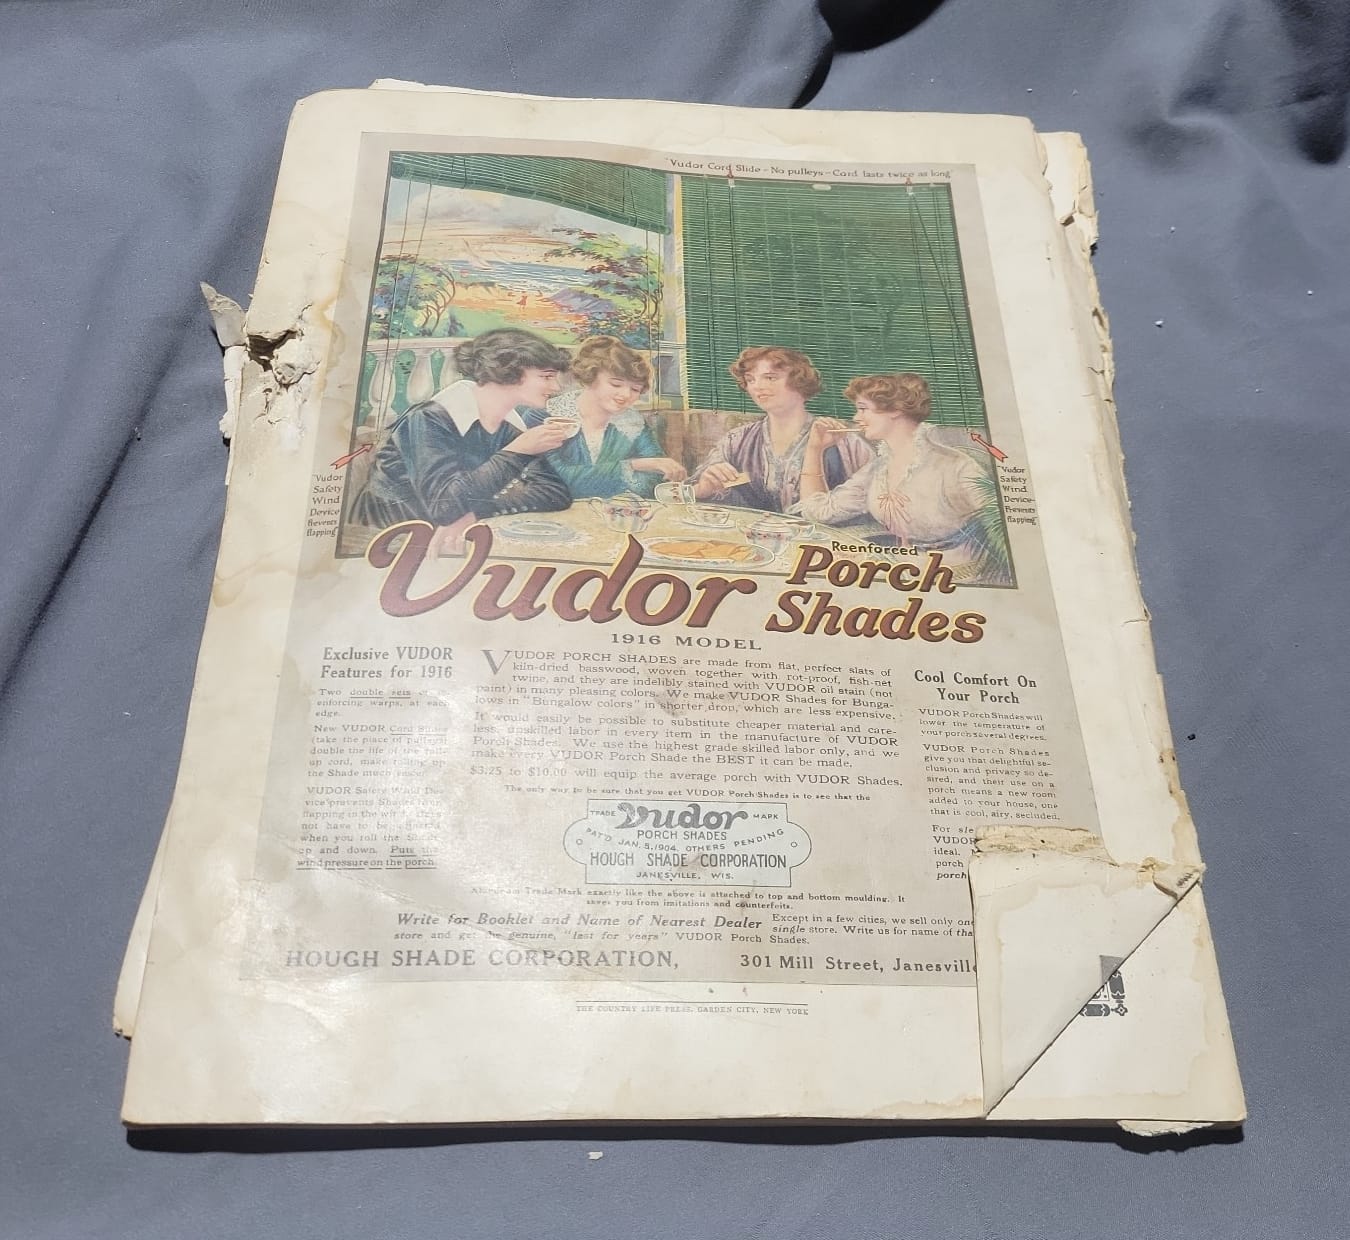 "Vudor Cord Slide - No pulleys - Cord lasts twice as long"
"Vudor
Safety
Wind
Device
Prevents
flapping"
"Vudor
Safety
Wind
Device-
Prevents
flapping"
Vudor Reenforced Porch
Shades
1916 MODEL
Exclusive VUDOR
Features for 1916
Two double sets of
enforcing warps, at each
edge.
New VUDOR Cord Slides
(take the place of pulleys)
double the life of the
up cord, make rolling up
the Shade much
VUDOR Safety Wind De-
vice prevents Shades from
flapping in the wind.
not have to be
when you roll the Shade
up and down. Puts the
wind pressure on the porch.
VUDOR PORCH SHADES are made from flat, perfect slats of
kiln-dried basswood, woven together with rot-proof, fish-net
twine, and they are indelibly stained with VUDOR oil stain (not
paint) in many pleasing colors. We make VUDOR Shades for Bunga-
lows in "Bungalow colors" in shorter drop, which are less expensive.
It would easily be possible to substitute cheaper material and care-
less, unskilled labor in every item in the manufacture of VUDOR
Porch Shades. We use the highest grade skilled labor only, and we
make every VUDOR Porch Shade the BEST it can be made.
$3.25 to $10.00 will equip the average porch with VUDOR Shades.
The only way to be sure that you get VUDOR Porch Shades is to see that the
TRADE Vudor MARK
PORCH SHADES
PAT'D JAN. 5, 1904. OTHERS PENDING
HOUGH SHADE CORPORATION
JANESVILLE, WIS.
Aluminum Trade Mark exactly like the above is attached to top and bottom moulding. It
saves you from imitations and counterfeits.
Cool Comfort On
Your Porch
VUDOR Porch Shades will
lower the temperature of
your porch several degrees.
VUDOR Porch Shades
give you that delightful se-
clusion and privacy so de-
sired, and their use on a
porch means a new room
added to your house, one
that is cool, airy, secluded.
For sle
VUDOR
ideal.
porch
porch
Write for Booklet and Name of Nearest Dealer Except in a few cities, we sell only one
single store. Write us for name of tha
store and get the genuine, "last for years" VUDOR Porch Shades.
HOUGH SHADE CORPORATION, 301 Mill Street, Janesville
THE COUNTRY LIFE PRESS, GARDEN CITY, NEW YORK